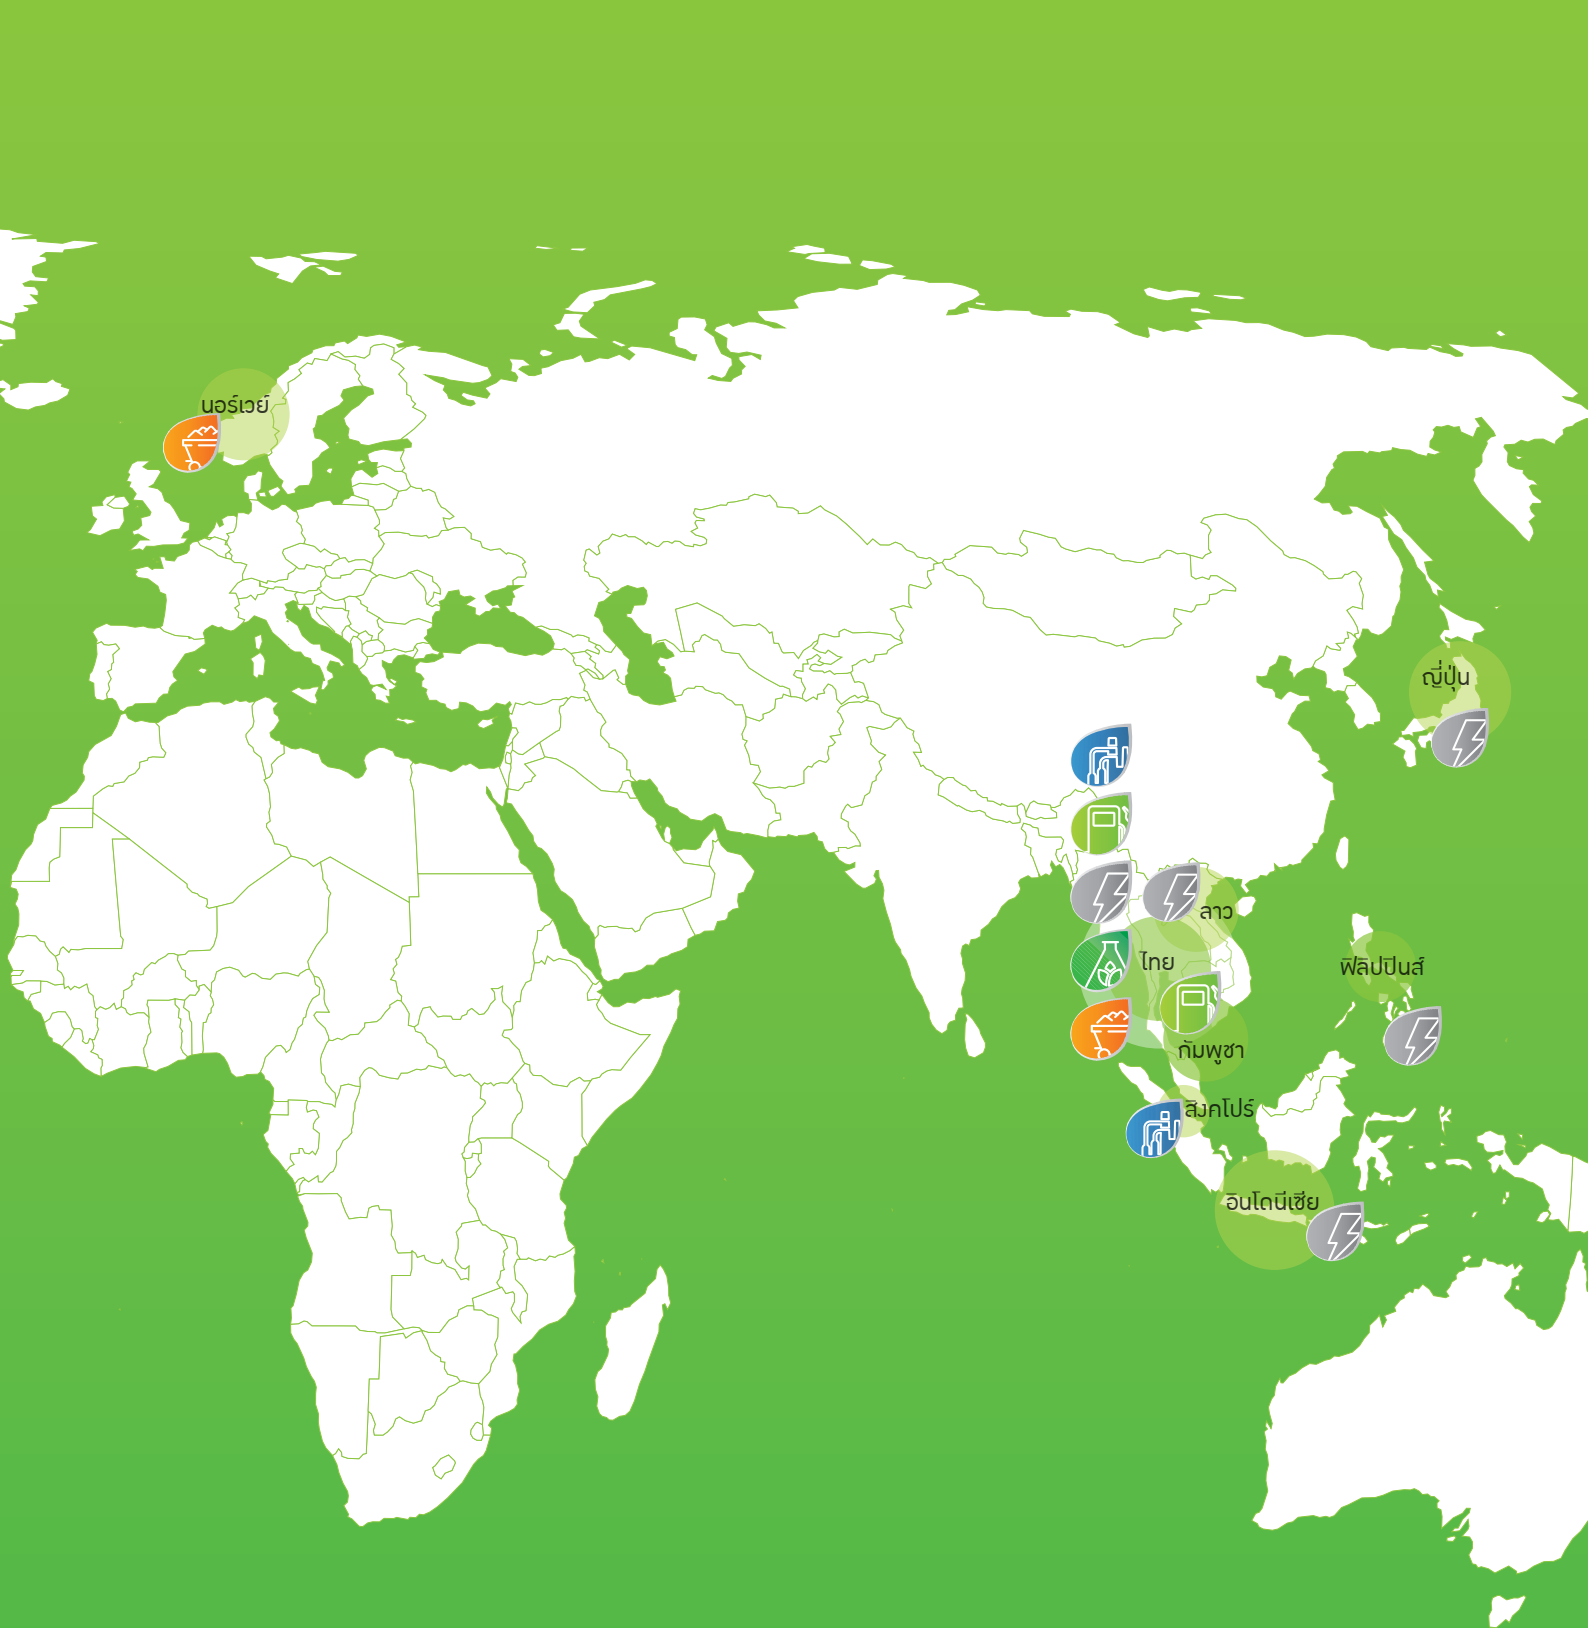 นอร์เวย์
ญี่ปุ่น
ลาว
ไทย
ฟิลิปปินส์
กัมพูชา
สิงคโปร์
อินโดนีเซีย